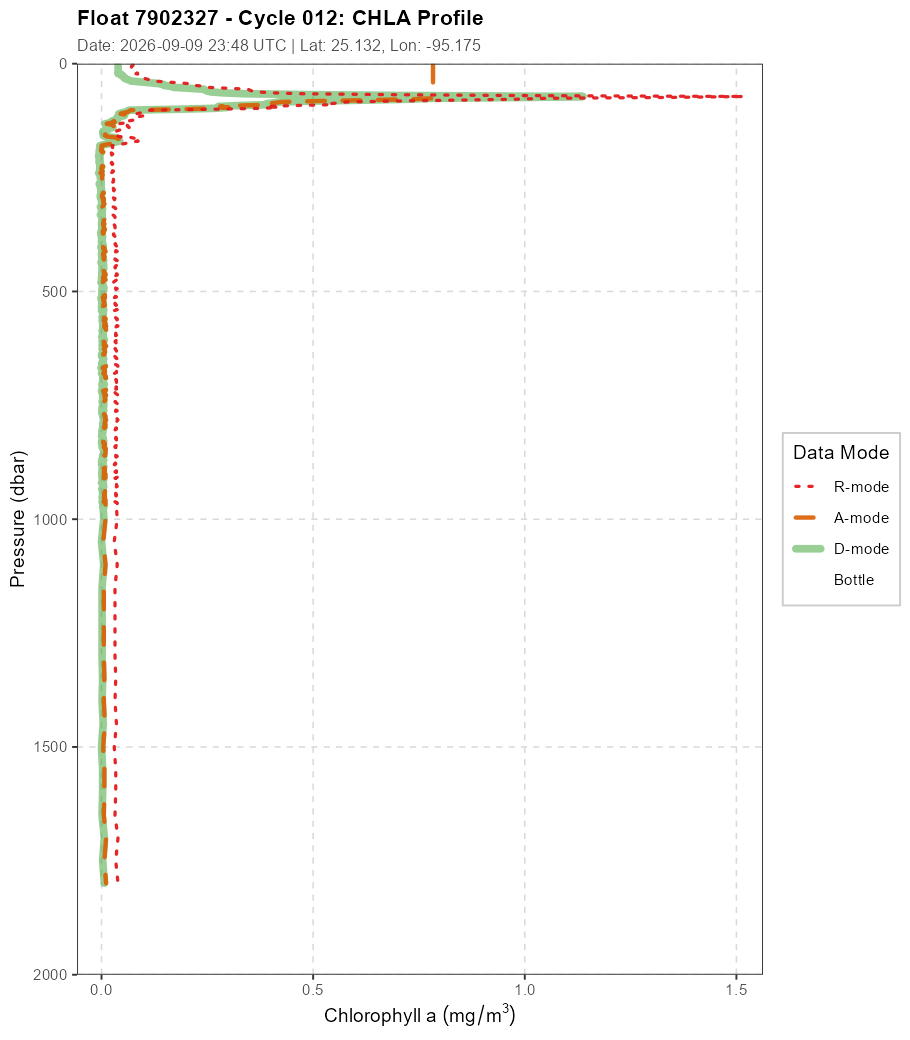 Float 7902327 - Cycle 012: CHLA Profile
Date: 2026-09-09 23:48 UTC | Lat: 25.132, Lon: -95.175
0
500
1000
1500
2000
Pressure (dbar)
0.0 0.5 1.0 1.5
Chlorophyll a (mg/m³)
Data Mode
R-mode
A-mode
D-mode
Bottle